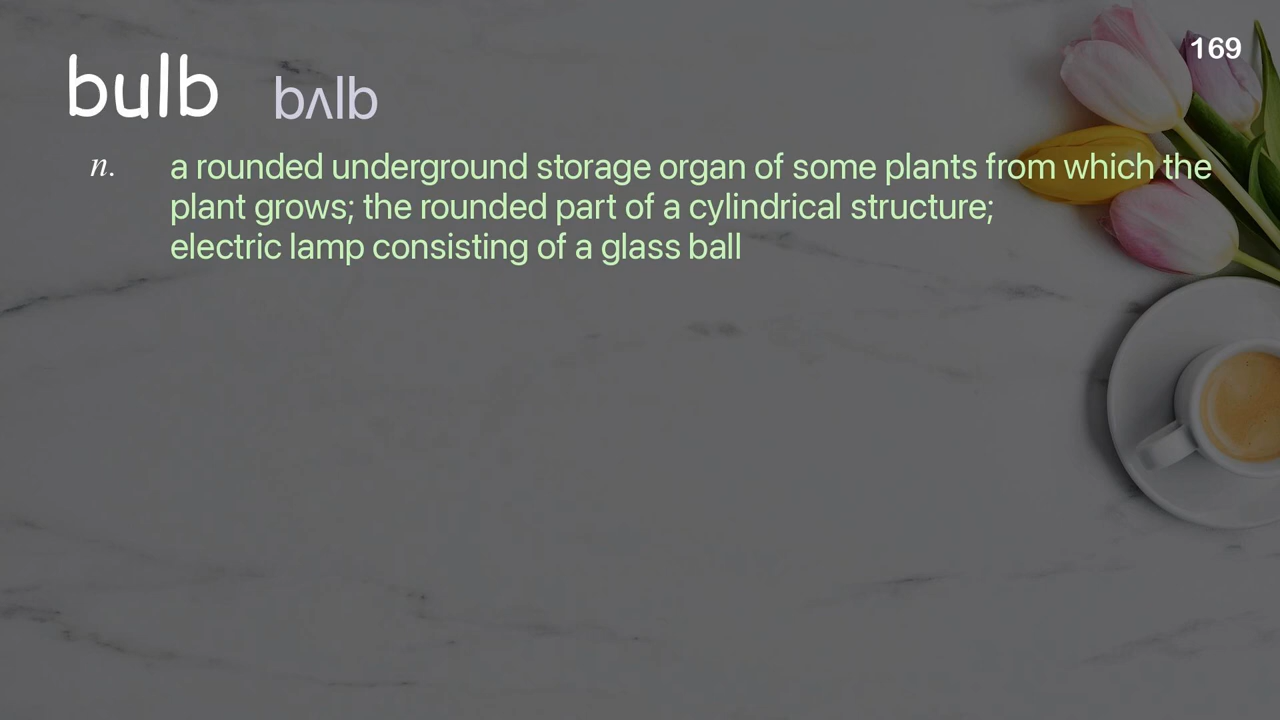 169
bulb bʌlb
n. a rounded underground storage organ of some plants from which the
plant grows; the rounded part of a cylindrical structure;
electric lamp consisting of a glass ball